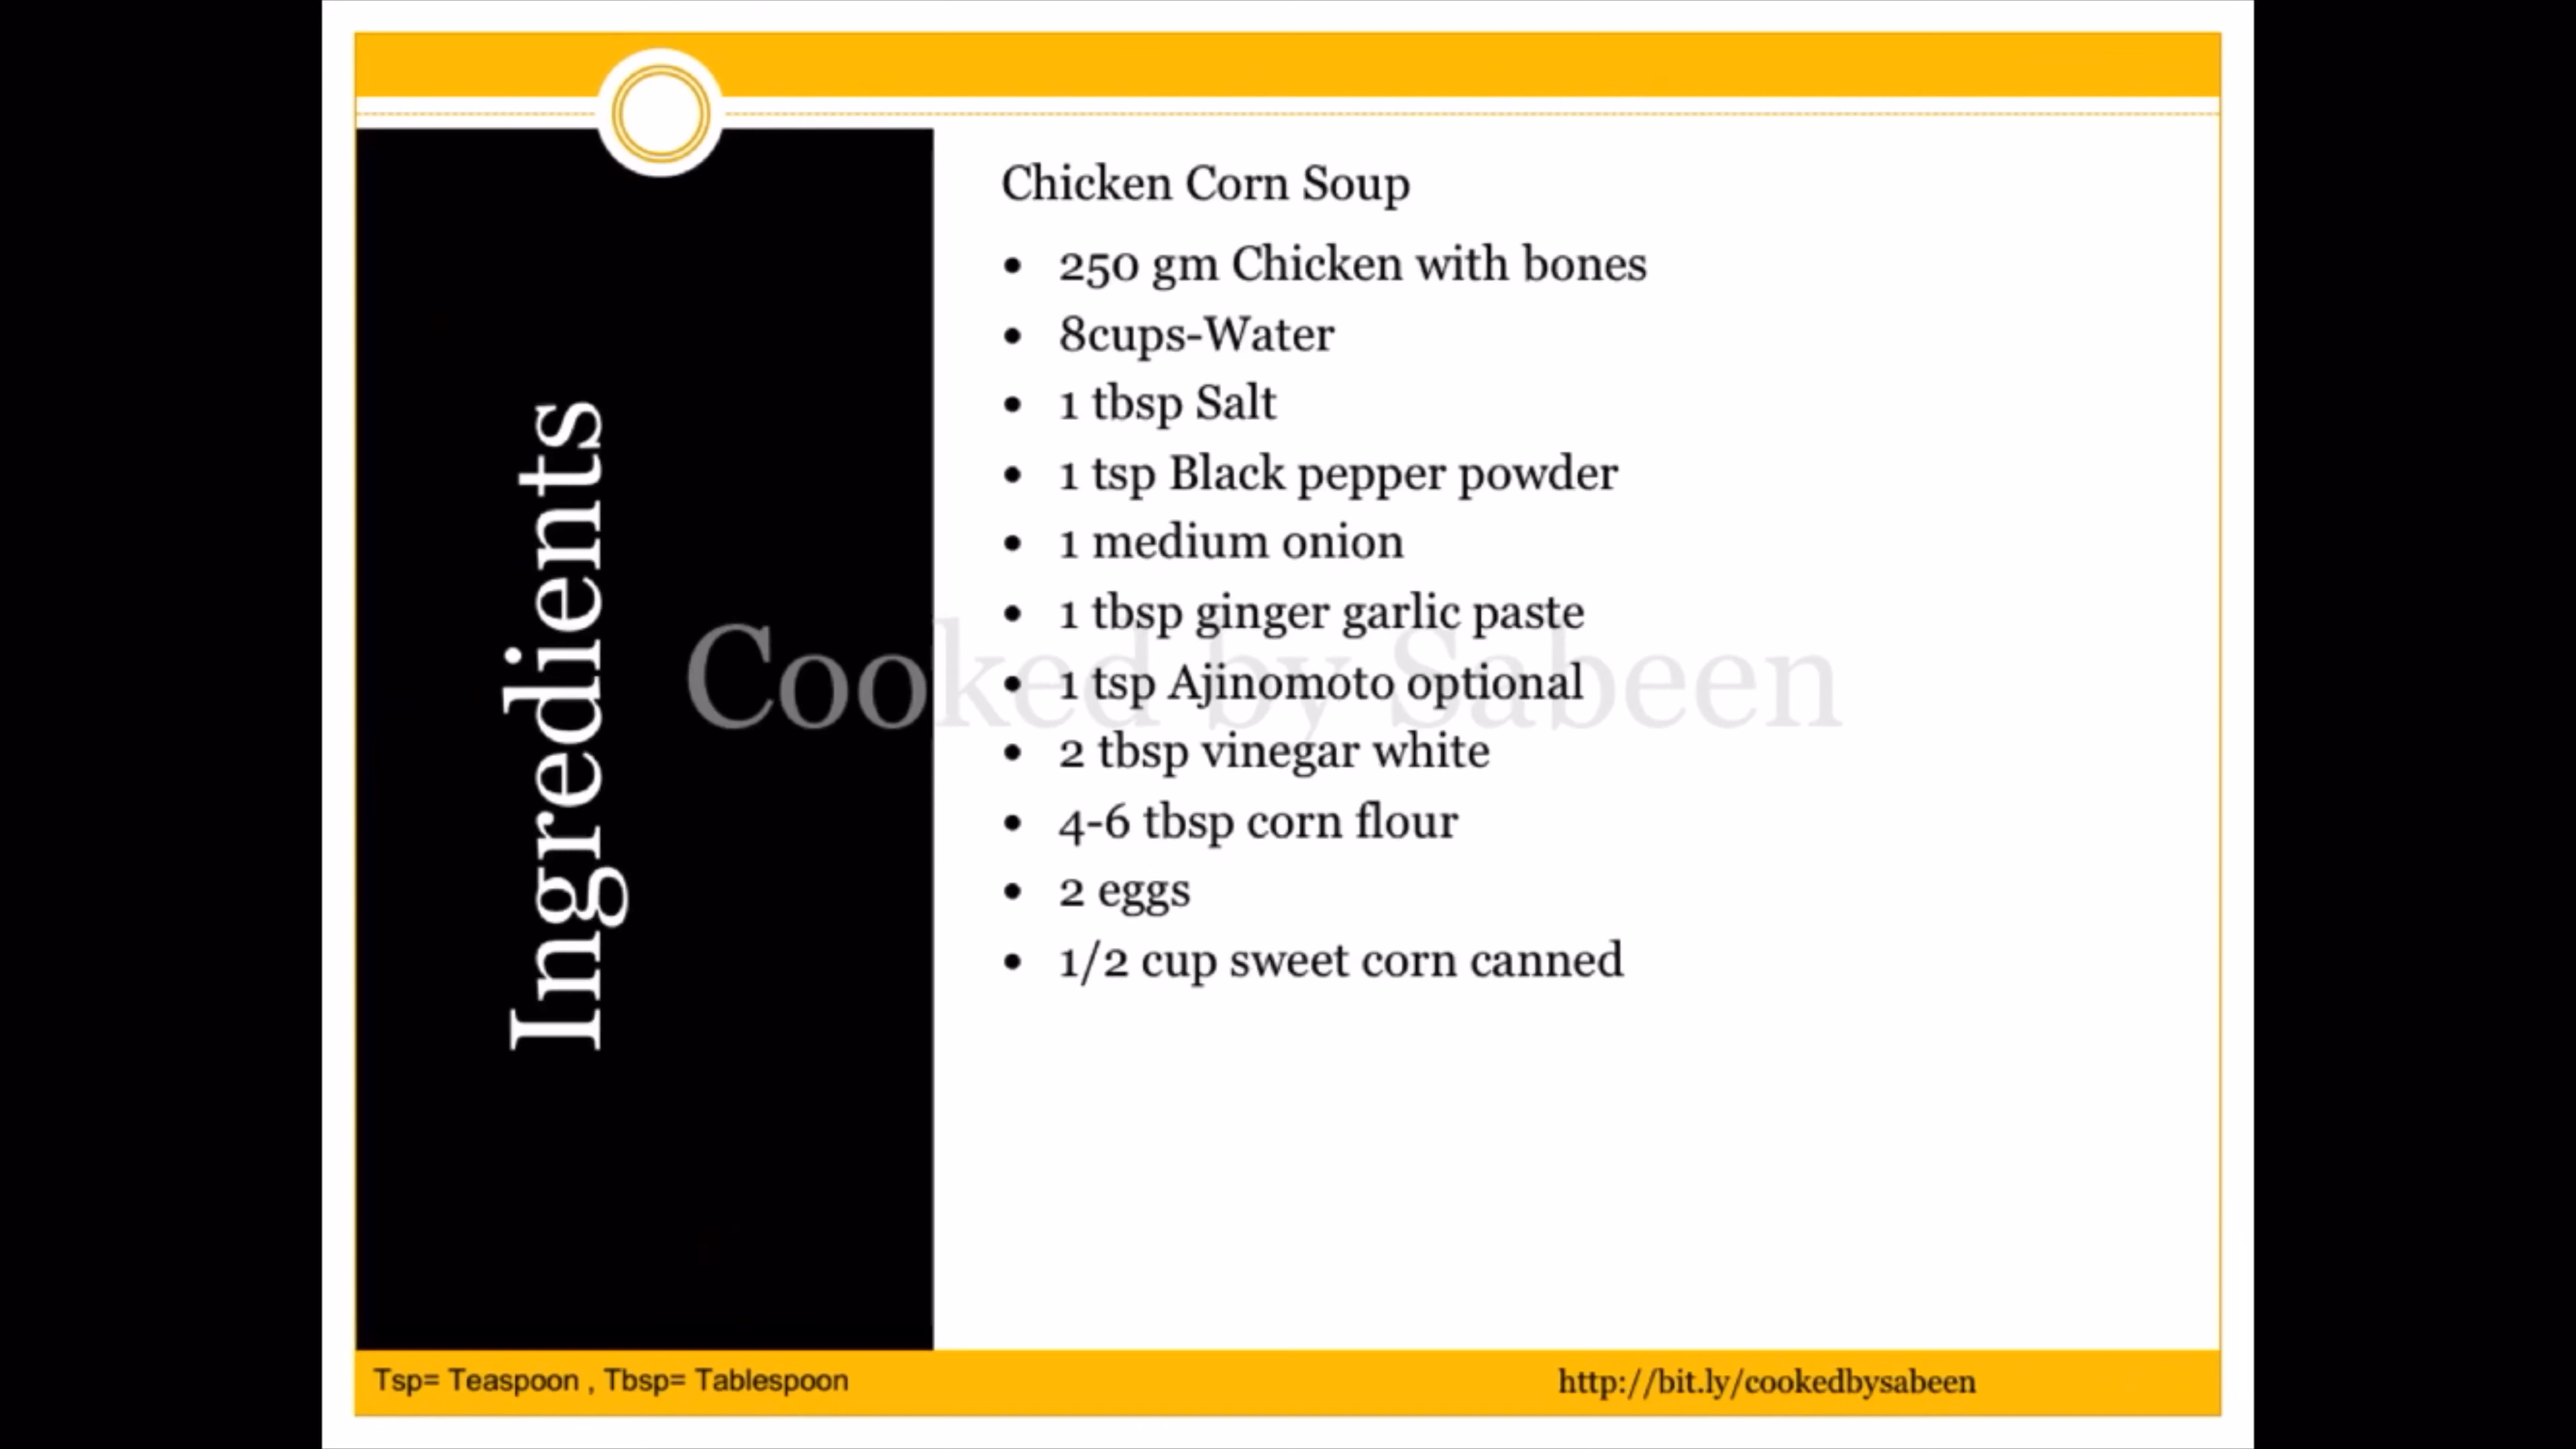 Ingredients
Chicken Corn Soup
• 250 gm Chicken with bones
• 8cups-Water
• 1 tbsp Salt
• 1 tsp Black pepper powder
• 1 medium onion
• 1 tbsp ginger garlic paste
• 1 tsp Ajinomoto optional
• 2 tbsp vinegar white
• 4-6 tbsp corn flour
• 2 eggs
• 1/2 cup sweet corn canned
Cooked by Sabeen
Tsp= Teaspoon , Tbsp= Tablespoon
http://bit.ly/cookedbysabeen